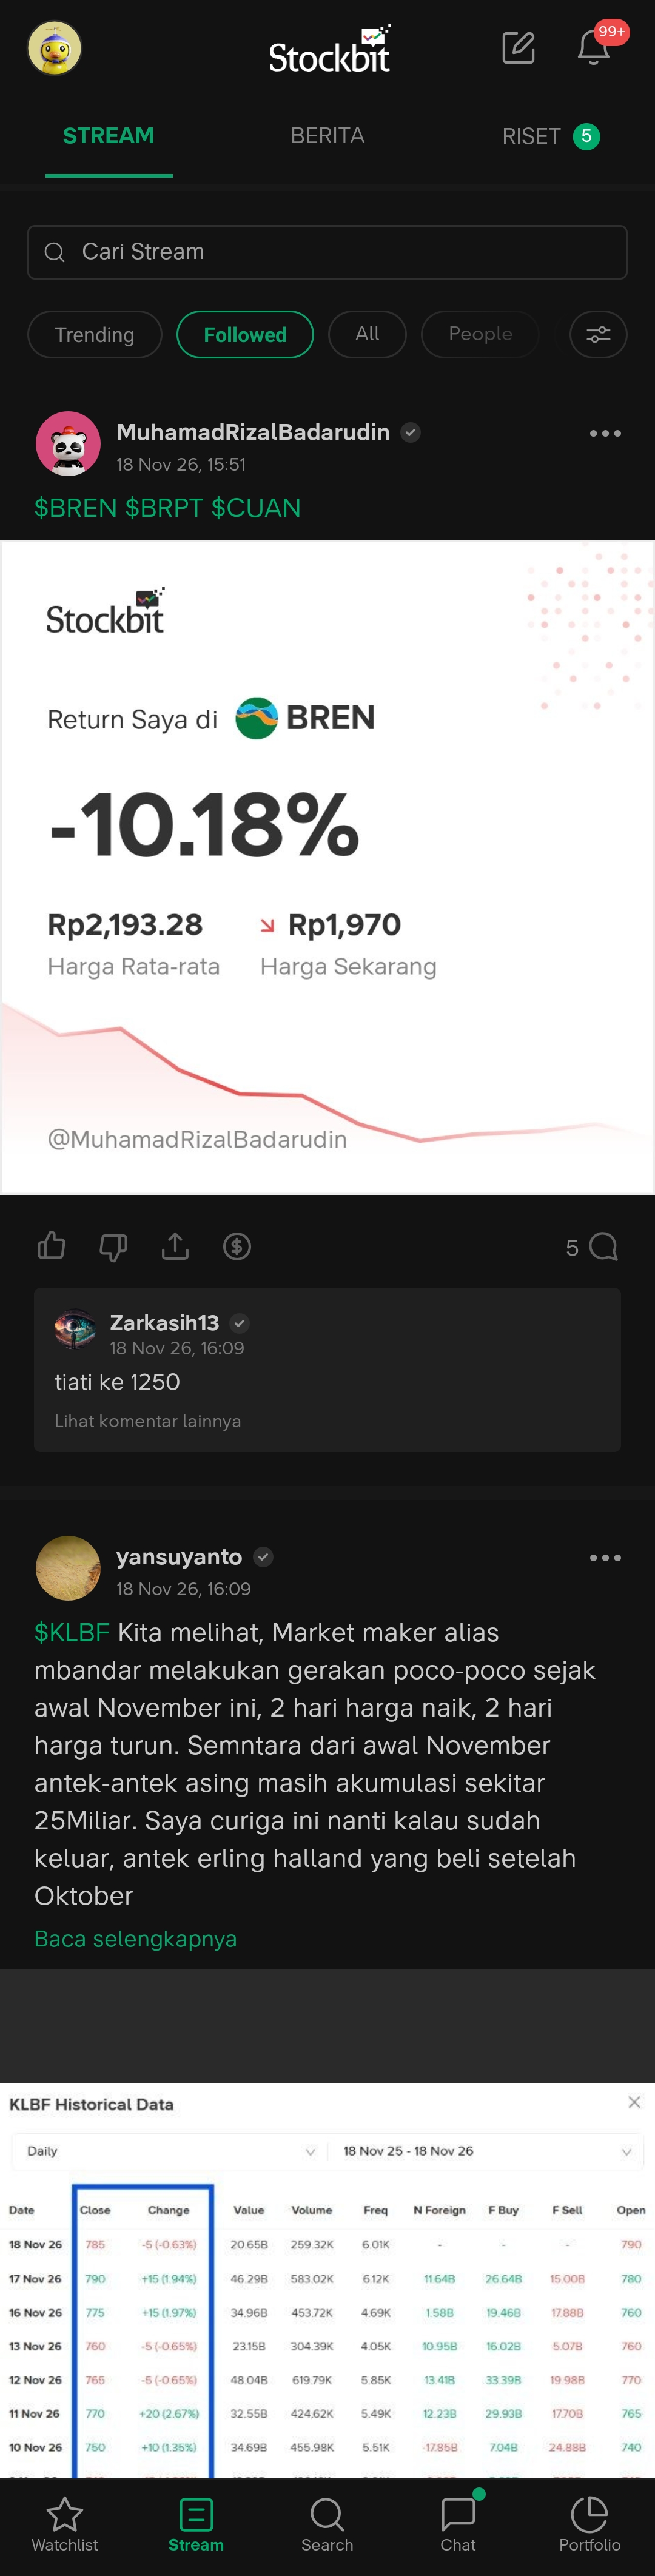 Stockbit
99+
STREAM BERITA RISET 5
Cari Stream
Trending Followed All People
MuhamadRizalBadarudin
18 Nov 26, 15:51
$BREN $BRPT $CUAN
Stockbit
Return Saya di BREN
-10.18%
Rp2,193.28 Rp1,970
Harga Rata-rata Harga Sekarang
@MuhamadRizalBadarudin
5
Zarkasih13
18 Nov 26, 16:09
tiati ke 1250
Lihat komentar lainnya
yansuyanto
18 Nov 26, 16:09
$KLBF Kita melihat, Market maker alias
mbandar melakukan gerakan poco-poco sejak
awal November ini, 2 hari harga naik, 2 hari
harga turun. Semntara dari awal November
antek-antek asing masih akumulasi sekitar
25Miliar. Saya curiga ini nanti kalau sudah
keluar, antek erling halland yang beli setelah
Oktober
Baca selengkapnya
KLBF Historical Data
Daily 18 Nov 25 - 18 Nov 26
Date Close Change Value Volume Freq N Foreign F Buy F Sell Open
18 Nov 26 785 -5 (-0.63%) 20.65B 259.32K 6.01K - - - 790
17 Nov 26 790 +15 (1.94%) 46.29B 583.02K 6.12K 11.64B 26.64B 15.00B 780
16 Nov 26 775 +15 (1.97%) 34.96B 453.72K 4.69K 1.58B 19.46B 17.88B 760
13 Nov 26 760 -5 (-0.65%) 23.15B 304.39K 4.05K 10.95B 16.02B 5.07B 760
12 Nov 26 765 -5 (-0.65%) 48.04B 619.79K 5.85K 13.41B 33.39B 19.98B 770
11 Nov 26 770 +20 (2.67%) 32.55B 424.62K 5.49K 12.23B 29.93B 17.70B 765
10 Nov 26 750 +10 (1.35%) 34.69B 455.98K 5.51K -17.85B 7.04B 24.88B 740
Watchlist Stream Search Chat Portfolio